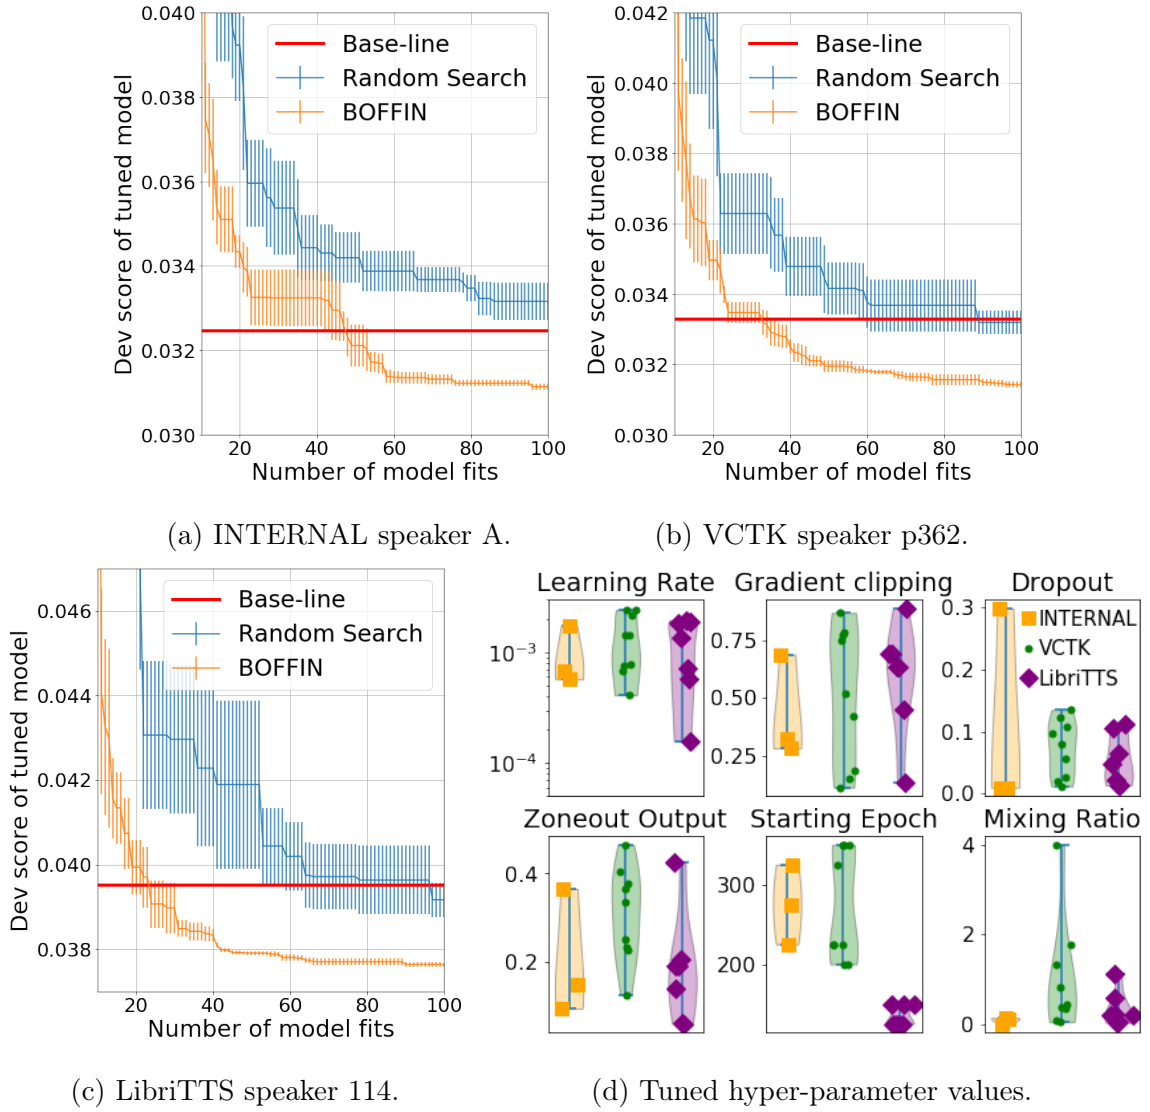 0.040
0.038
0.036
0.034
0.032
0.030
Dev score of tuned model
Base-line
Random Search
BOFFIN
20 40 60 80 100
Number of model fits
(a) INTERNAL speaker A.
0.042
0.040
0.038
0.036
0.034
0.032
0.030
Dev score of tuned model
Base-line
Random Search
BOFFIN
20 40 60 80 100
Number of model fits
(b) VCTK speaker p362.
0.046
0.044
0.042
0.040
0.038
Dev score of tuned model
Base-line
Random Search
BOFFIN
20 40 60 80 100
Number of model fits
(c) LibriTTS speaker 114.
Learning Rate
10⁻³
10⁻⁴
Gradient clipping
0.75
0.50
0.25
Dropout
0.3
0.2
0.1
0.0
INTERNAL
VCTK
LibriTTS
Zoneout Output
0.4
0.2
Starting Epoch
300
200
Mixing Ratio
4
2
0
(d) Tuned hyper-parameter values.